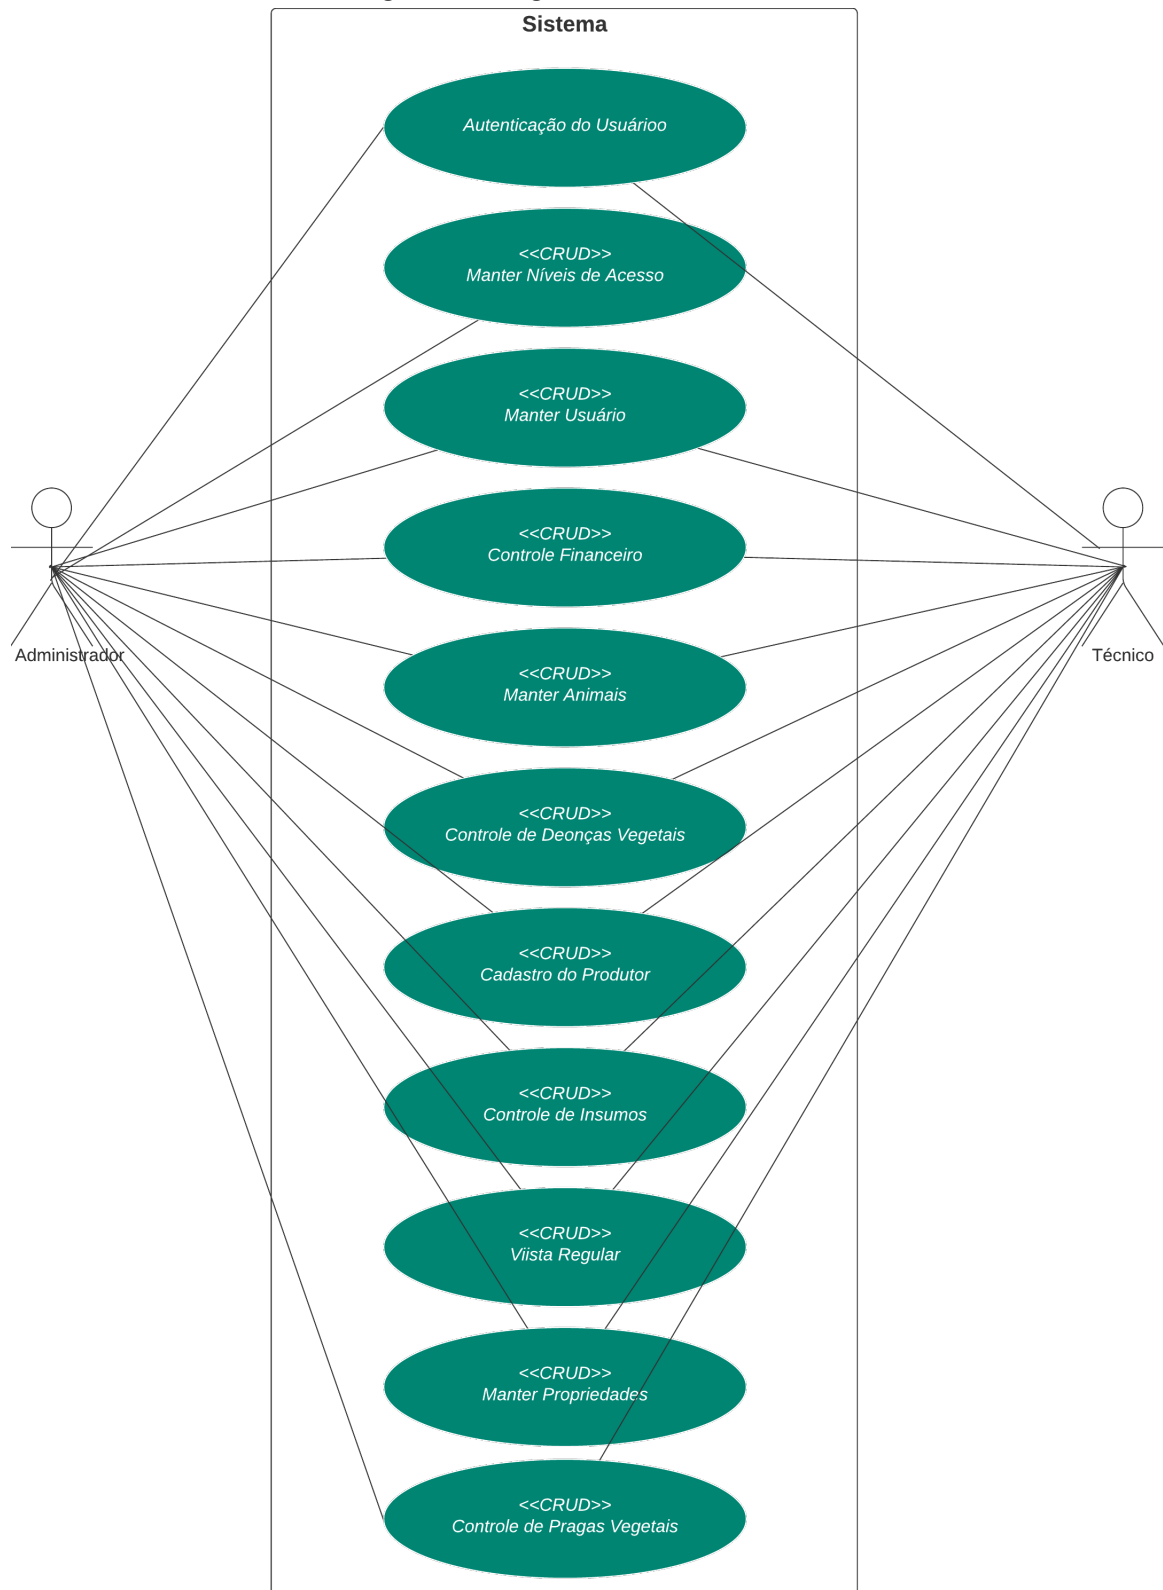 Sistema
Autenticação do Usuárioo
<<CRUD>>
Manter Níveis de Acesso
<<CRUD>>
Manter Usuário
<<CRUD>>
Controle Financeiro
<<CRUD>>
Manter Animais
Administrador
Técnico
<<CRUD>>
Controle de Deonças Vegetais
<<CRUD>>
Cadastro do Produtor
<<CRUD>>
Controle de Insumos
<<CRUD>>
Viista Regular
<<CRUD>>
Manter Propriedades
<<CRUD>>
Controle de Pragas Vegetais